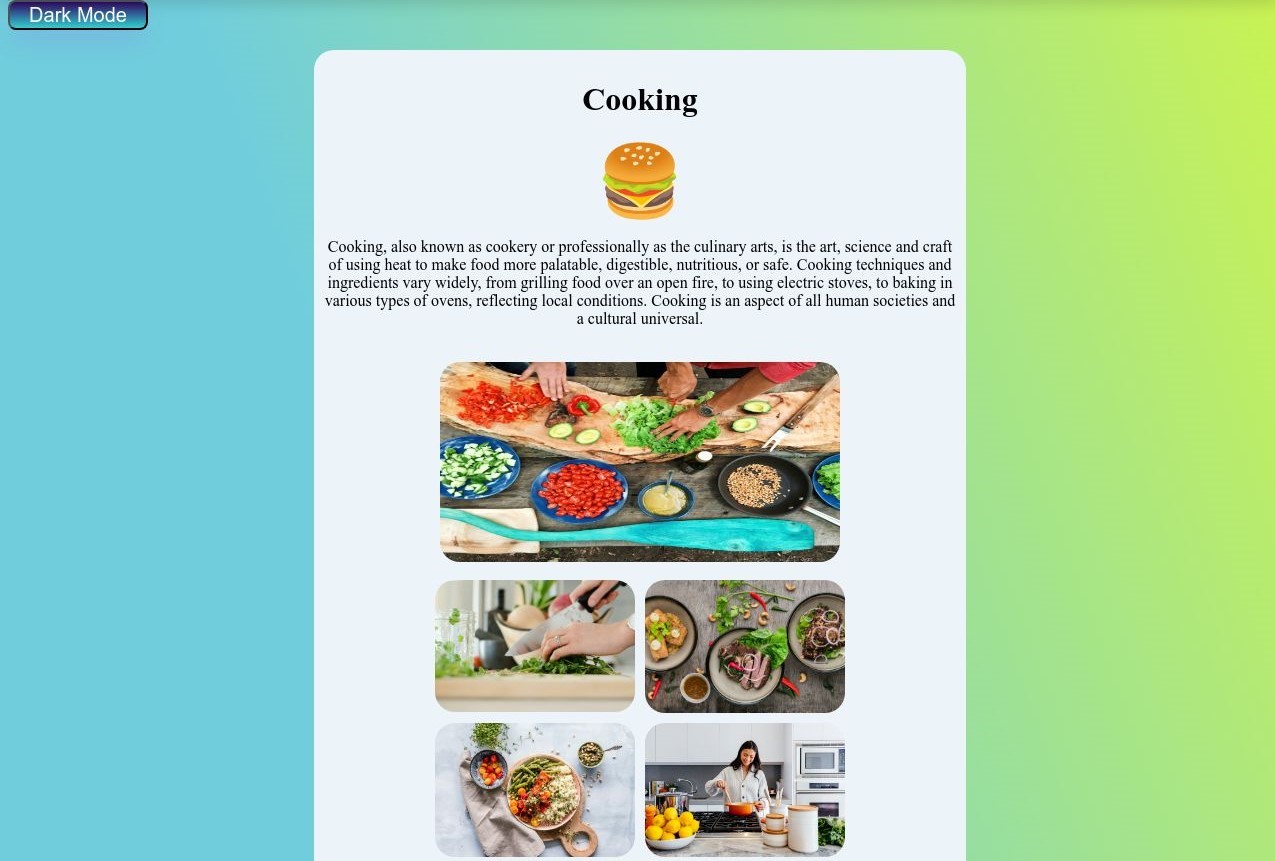 Dark Mode
Cooking
Cooking, also known as cookery or professionally as the culinary arts, is the art, science and craft
of using heat to make food more palatable, digestible, nutritious, or safe. Cooking techniques and
ingredients vary widely, from grilling food over an open fire, to using electric stoves, to baking in
various types of ovens, reflecting local conditions. Cooking is an aspect of all human societies and
a cultural universal.